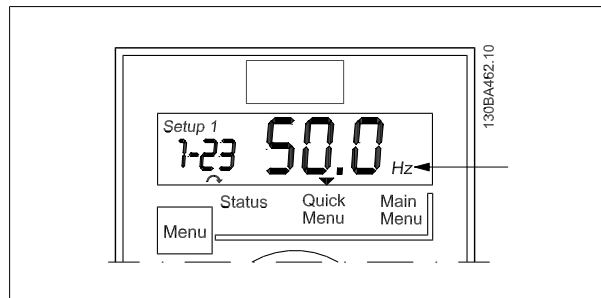 130BA462.10
Setup 1
1-23 50.0 Hz
Status Quick Menu Main Menu
Menu